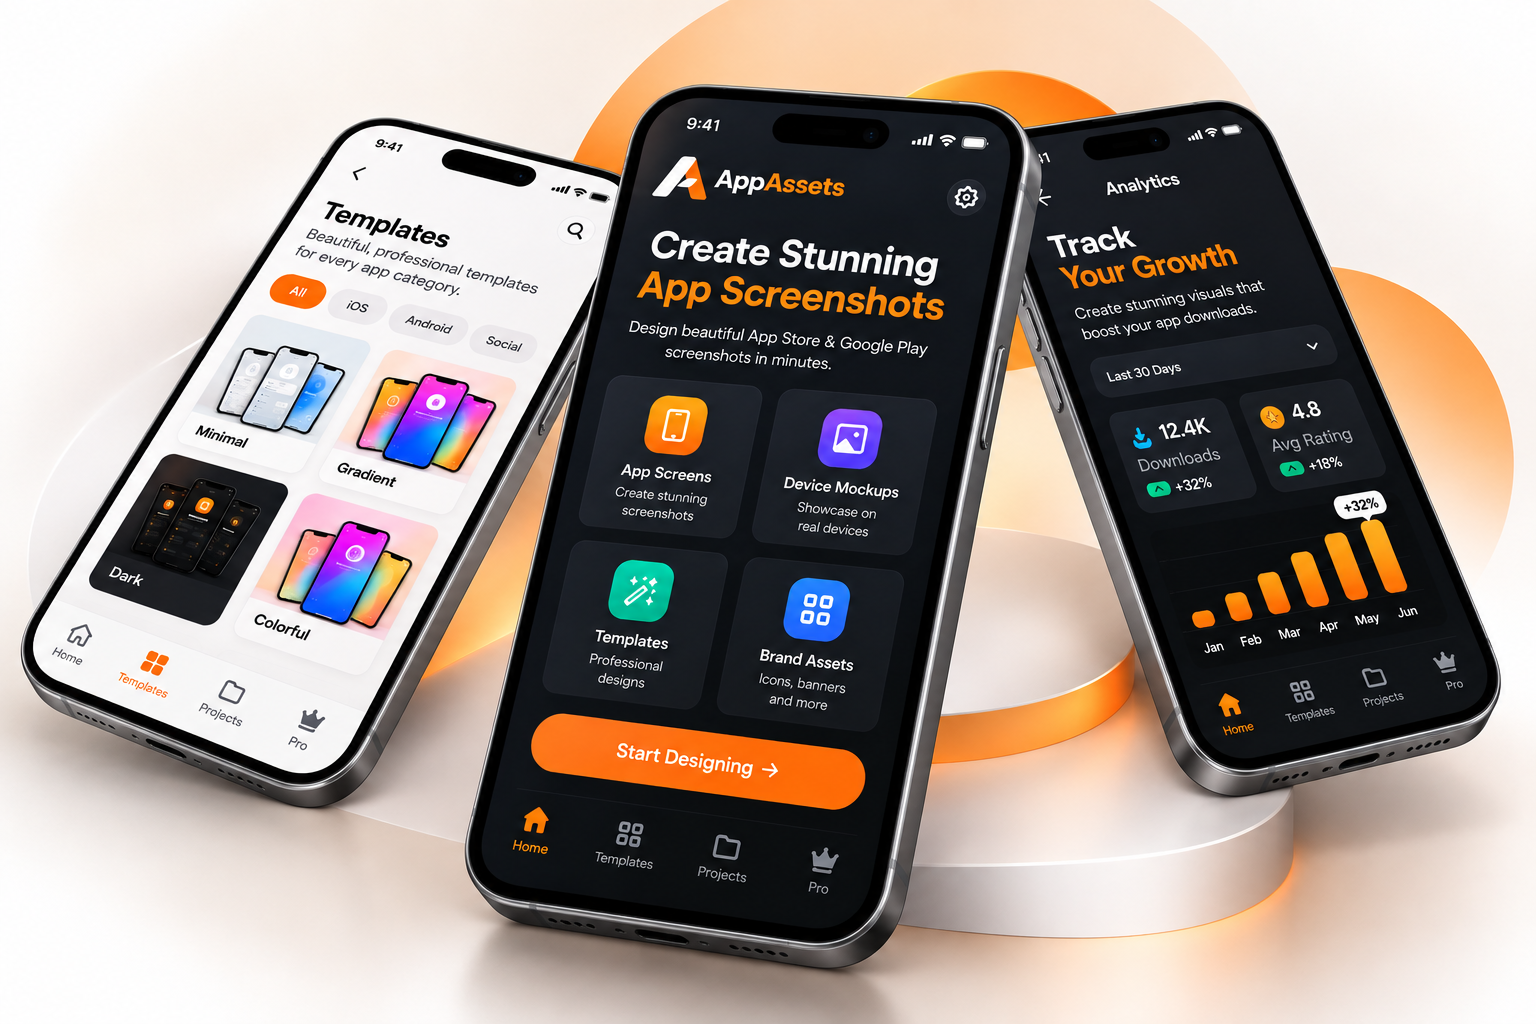 9:41
Templates
Beautiful, professional templates
for every app category.
All
iOS
Android
Social
Minimal
Gradient
Dark
Colorful
Home
Templates
Projects
Pro
9:41
AppAssets
Create Stunning
App Screenshots
Design beautiful App Store & Google Play
screenshots in minutes.
App Screens
Create stunning
screenshots
Device Mockups
Showcase on
real devices
Templates
Professional
designs
Brand Assets
Icons, banners
and more
Start Designing →
Home
Templates
Projects
Pro
41
Analytics
Track
Your Growth
Create stunning visuals that
boost your app downloads.
Last 30 Days
12.4K
Downloads
+32%
4.8
Avg Rating
+18%
+32%
Jan Feb Mar Apr May Jun
Home
Templates
Projects
Pro